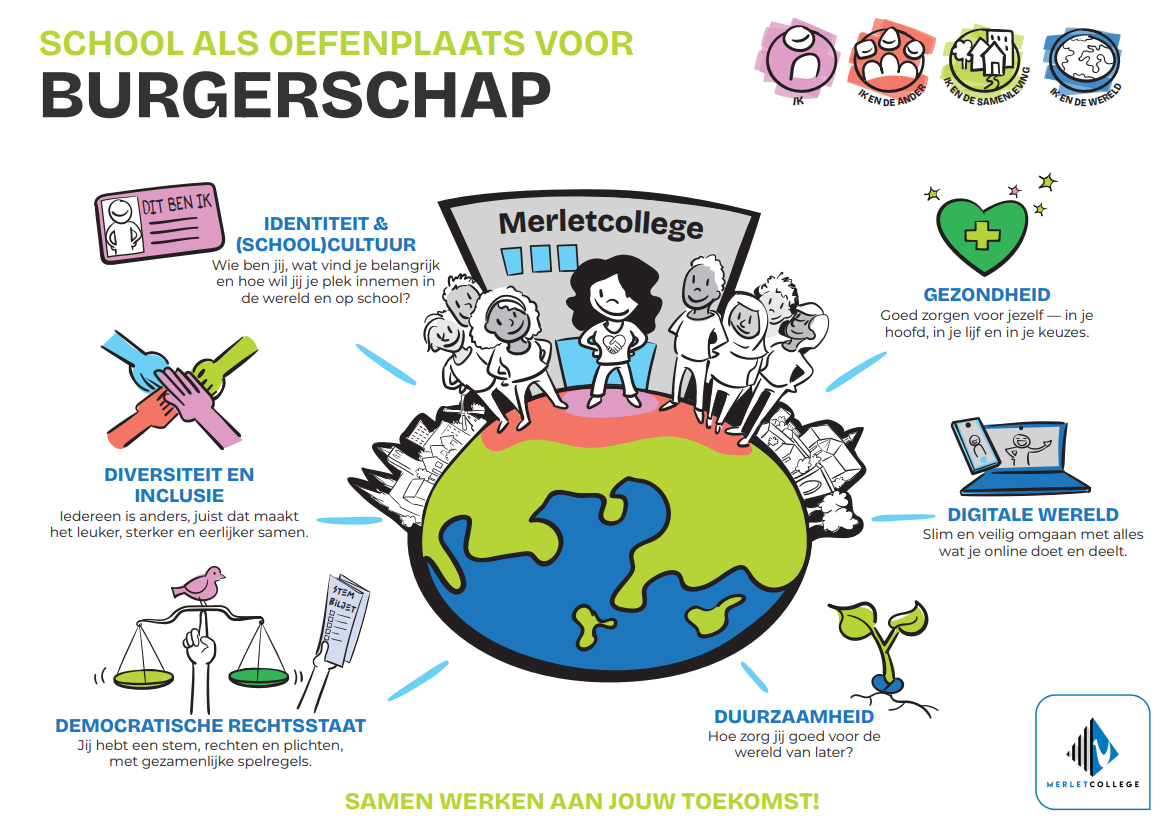 SCHOOL ALS OEFENPLAATS VOOR
BURGERSCHAP
IK
IK EN DE ANDER
IK EN DE SAMENLEVING
IK EN DE WERELD
DIT BEN IK
IDENTITEIT &
(SCHOOL)CULTUUR
Wie ben jij, wat vind je belangrijk
en hoe wil jij je plek innemen in
de wereld en op school?
Merletcollege
GEZONDHEID
Goed zorgen voor jezelf — in je
hoofd, in je lijf en in je keuzes.
DIVERSITEIT EN
INCLUSIE
Iedereen is anders, juist dat maakt
het leuker, sterker en eerlijker samen.
DIGITALE WERELD
Slim en veilig omgaan met alles
wat je online doet en deelt.
STEM
BILJET
DEMOCRATISCHE RECHTSSTAAT
Jij hebt een stem, rechten en plichten,
met gezamenlijke spelregels.
DUURZAAMHEID
Hoe zorg jij goed voor de
wereld van later?
MERLETCOLLEGE
SAMEN WERKEN AAN JOUW TOEKOMST!